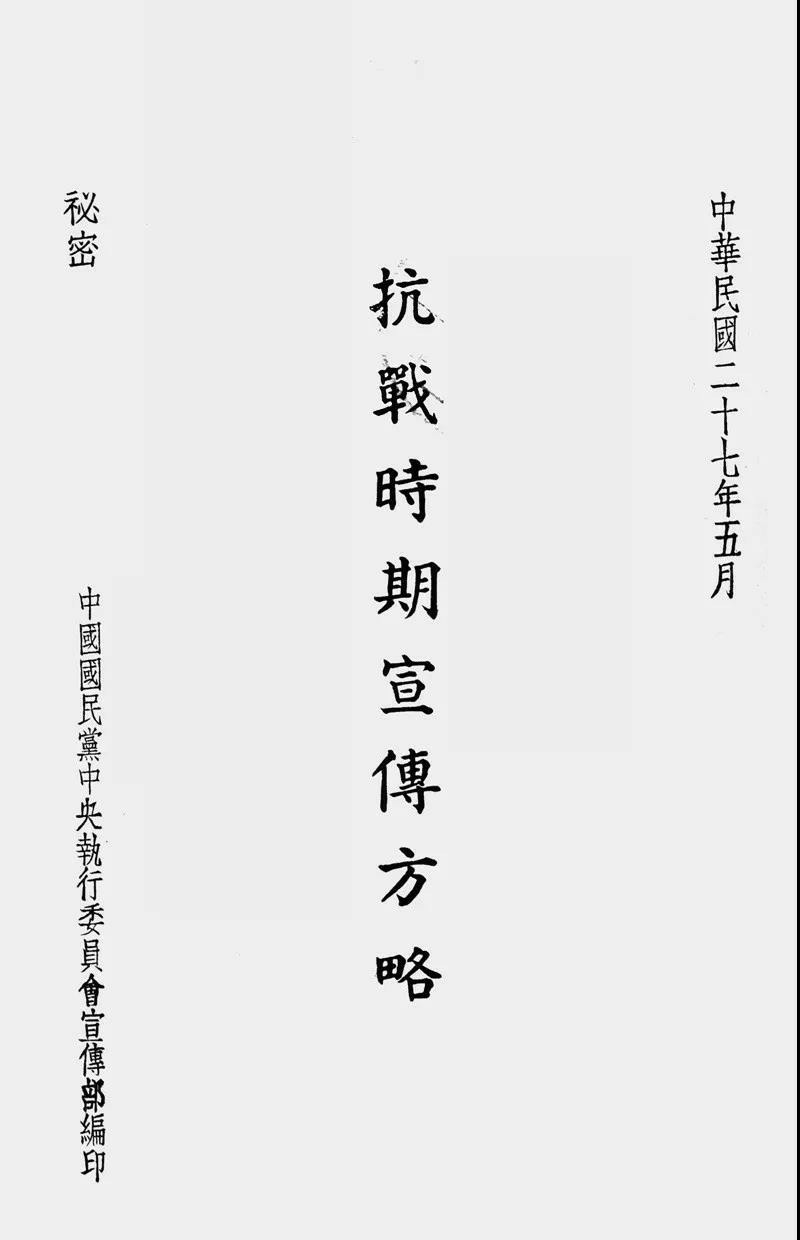 中華民國二十七年五月
抗戰時期宣傳方略
祕密
中國國民黨中央執行委員會宣傳部編印